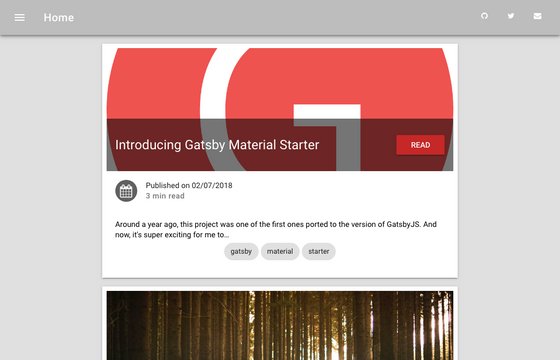 Home
Introducing Gatsby Material Starter
READ
Published on 02/07/2018
3 min read
Around a year ago, this project was one of the first ones ported to the version of GatsbyJS. And
now, it's super exciting for me to…
gatsby
material
starter